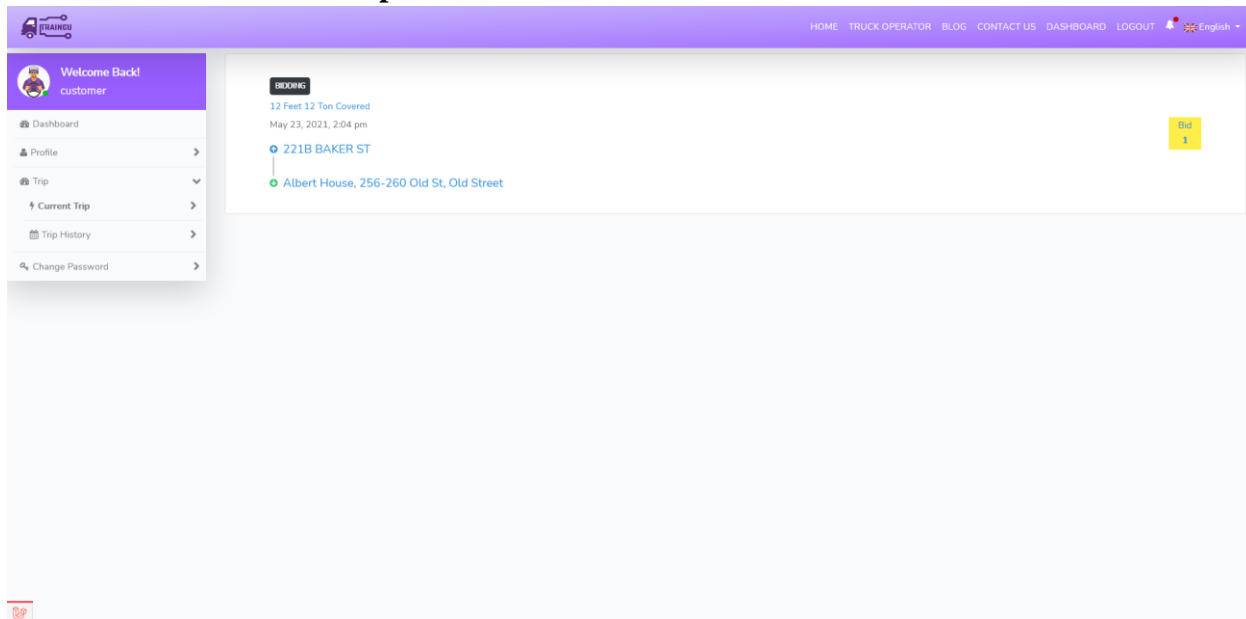 HOME TRUCK OPERATOR BLOG CONTACT US DASHBOARD LOGOUT English
Welcome Back!
customer
Dashboard
Profile
Trip
Current Trip
Trip History
Change Password
BIDDING
12 Feet 12 Ton Covered
May 23, 2021, 2:04 pm
221B BAKER ST
Albert House, 256-260 Old St, Old Street
Bid
1